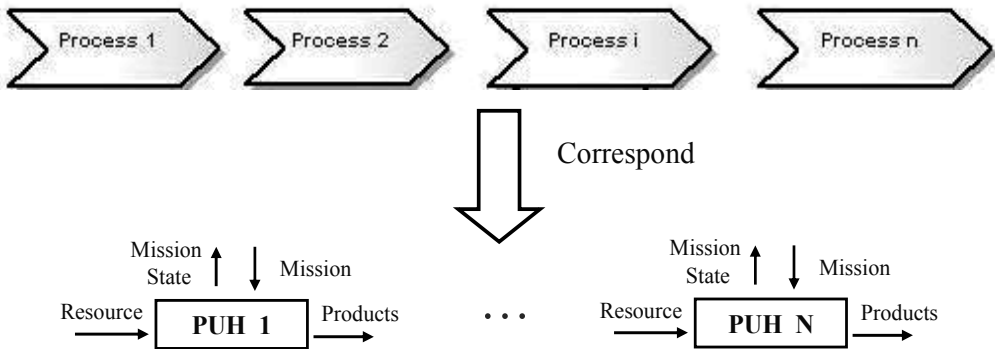 Process 1
Process 2
Process i
Process n
Correspond
Mission
State
Mission
Resource
PUH 1
Products
...
Mission
State
Mission
Resource
PUH N
Products